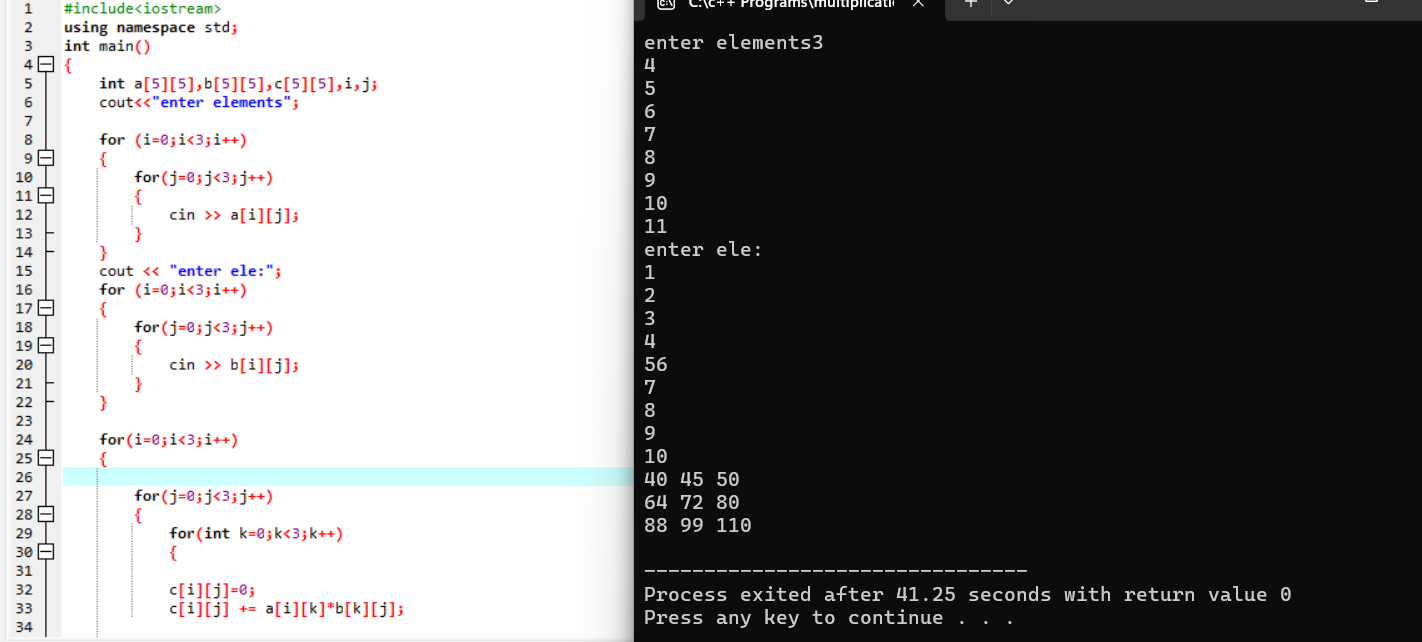 1 #include<iostream>
2 using namespace std;
3 int main()
4 {
5 int a[5][5],b[5][5],c[5][5],i,j;
6 cout<<"enter elements";
7
8 for (i=0;i<3;i++)
9 {
10 for(j=0;j<3;j++)
11 {
12 cin >> a[i][j];
13 }
14 }
15 cout << "enter ele:";
16 for (i=0;i<3;i++)
17 {
18 for(j=0;j<3;j++)
19 {
20 cin >> b[i][j];
21 }
22 }
23
24 for(i=0;i<3;i++)
25 {
26
27 for(j=0;j<3;j++)
28 {
29 for(int k=0;k<3;k++)
30 {
31
32 c[i][j]=0;
33 c[i][j] += a[i][k]*b[k][j];
34
C:\c++ Programs\multiplicati
enter elements3
4
5
6
7
8
9
10
11
enter ele:
1
2
3
4
56
7
8
9
10
40 45 50
64 72 80
88 99 110
--------------------------------
Process exited after 41.25 seconds with return value 0
Press any key to continue . . .